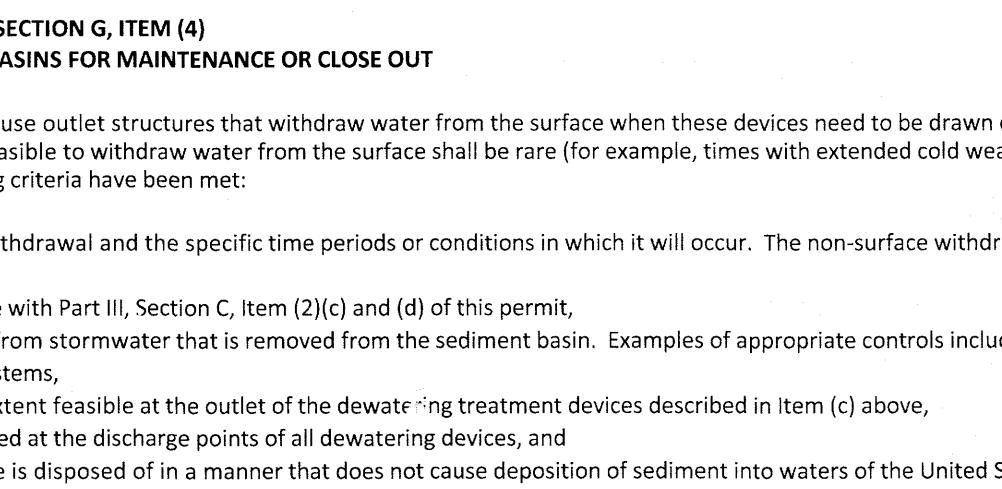 SECTION G, ITEM (4)
ASINS FOR MAINTENANCE OR CLOSE OUT
use outlet structures that withdraw water from the surface when these devices need to be drawn
asible to withdraw water from the surface shall be rare (for example, times with extended cold wea
g criteria have been met:
thdrawal and the specific time periods or conditions in which it will occur. The non-surface withdr
e with Part III, Section C, Item (2)(c) and (d) of this permit,
rom stormwater that is removed from the sediment basin. Examples of appropriate controls inclu
stems,
xtent feasible at the outlet of the dewatering treatment devices described in Item (c) above,
ed at the discharge points of all dewatering devices, and
e is disposed of in a manner that does not cause deposition of sediment into waters of the United S